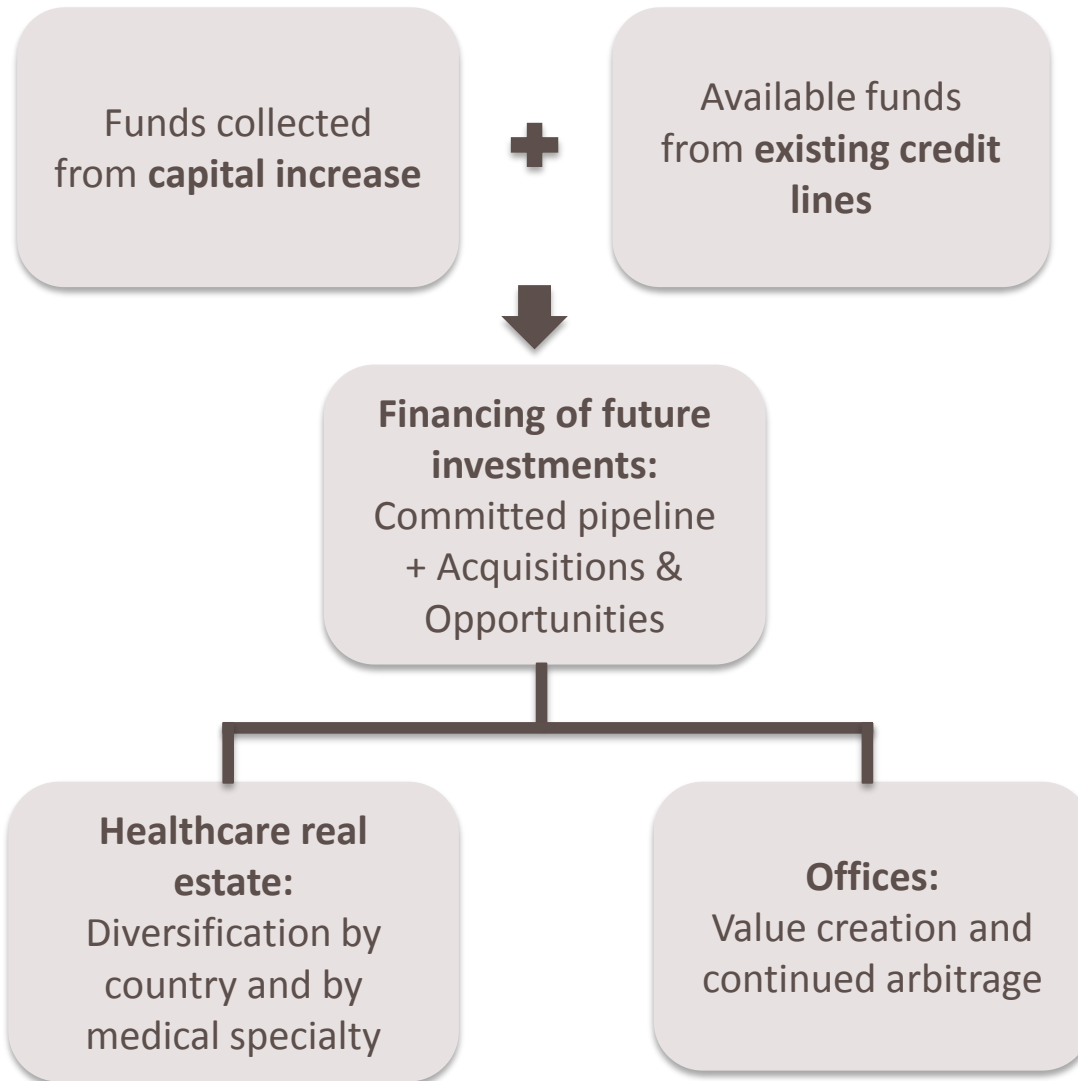 Funds collected
from capital increase
Available funds
from existing credit
lines
Financing of future
investments:
Committed pipeline
+ Acquisitions &
Opportunities
Healthcare real
estate:
Diversification by
country and by
medical specialty
Offices:
Value creation and
continued arbitrage